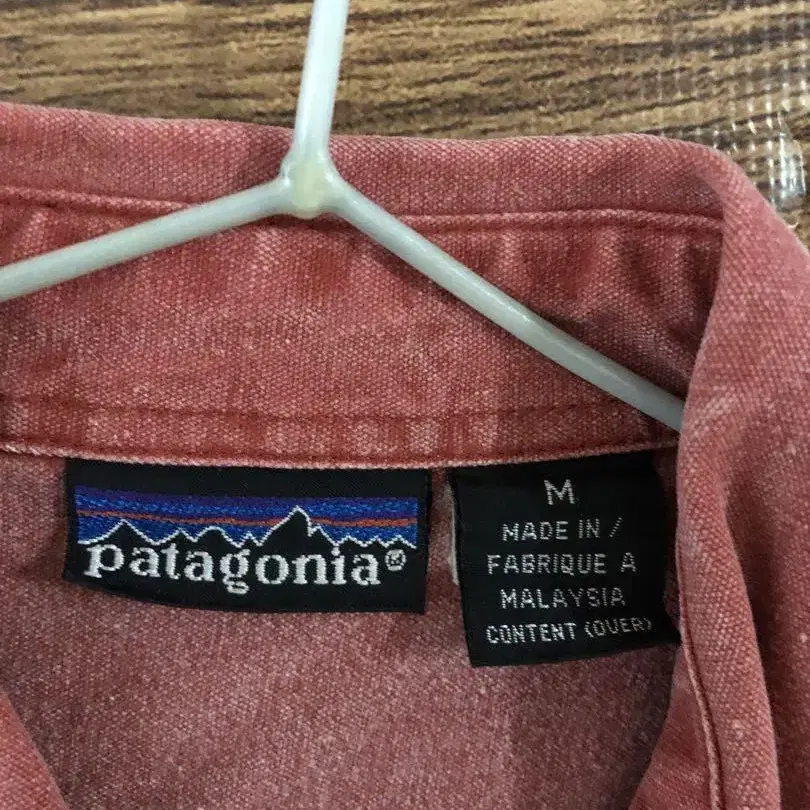 patagonia®
M
MADE IN /
FABRIQUE A
MALAYSIA
CONTENT (OVER)